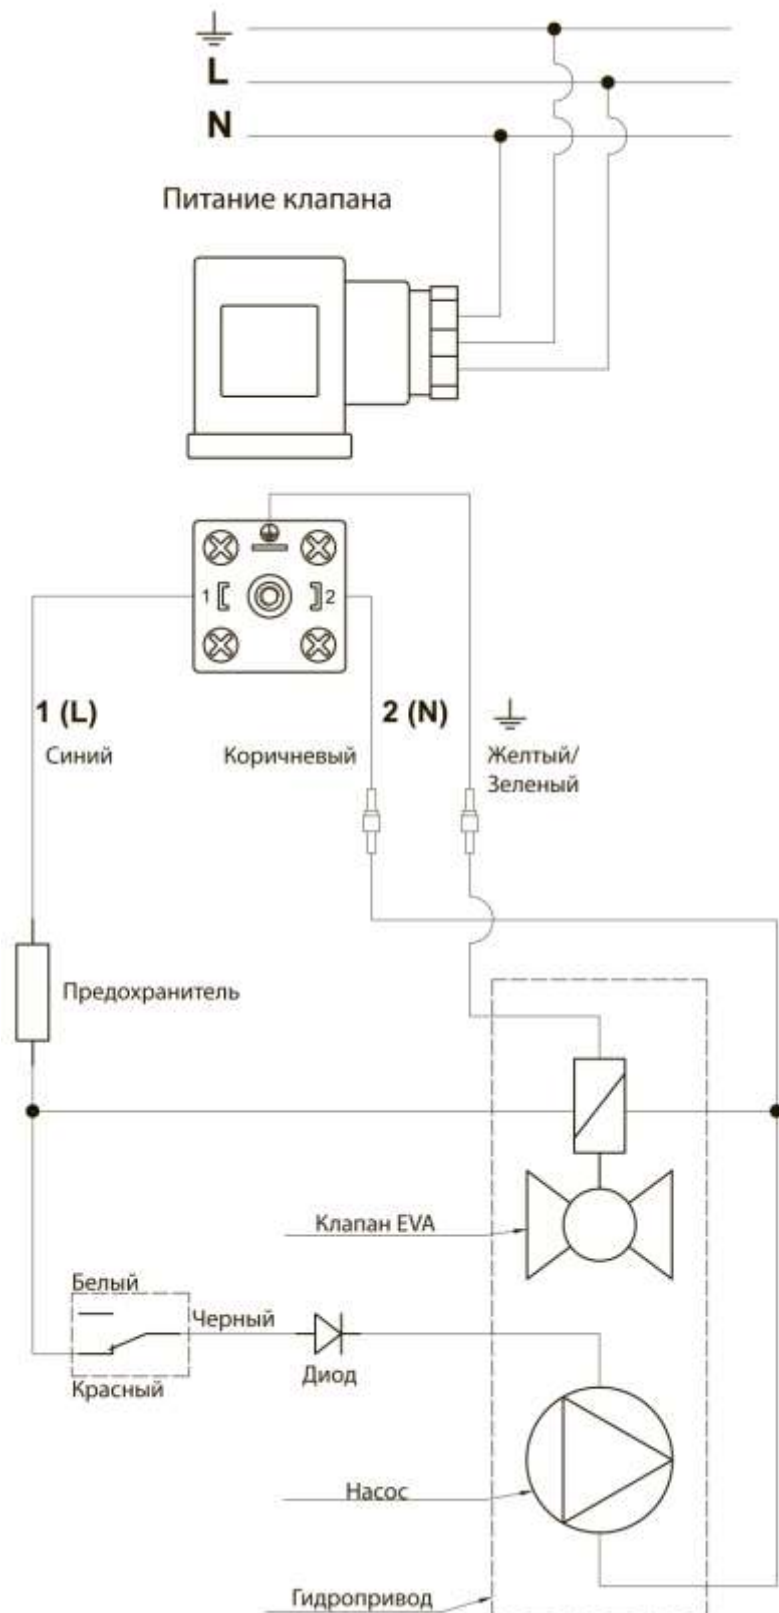 L
N
Питание клапана
1 2
1 (L)
2 (N)
Синий
Коричневый
Желтый/
Зеленый
Предохранитель
Клапан EVA
Белый
Черный
Красный
Диод
Насос
Гидропривод